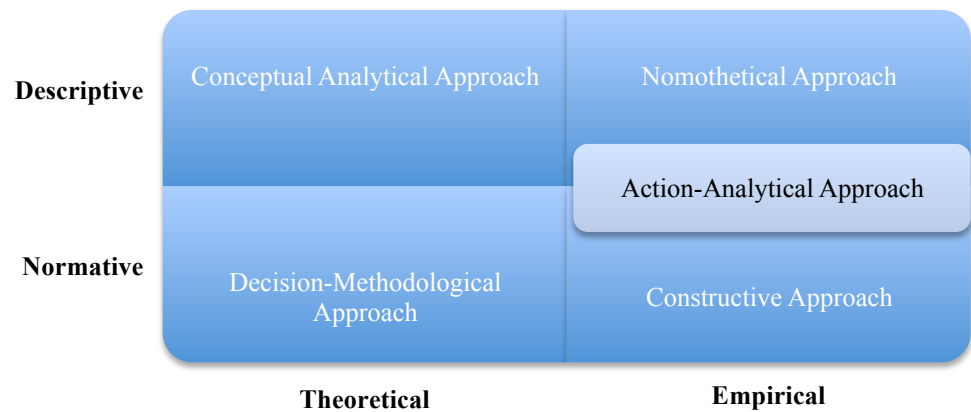 Conceptual Analytical Approach
Nomothetical Approach
Descriptive
Action-Analytical Approach
Normative
Decision-Methodological
Approach
Constructive Approach
Theoretical
Empirical